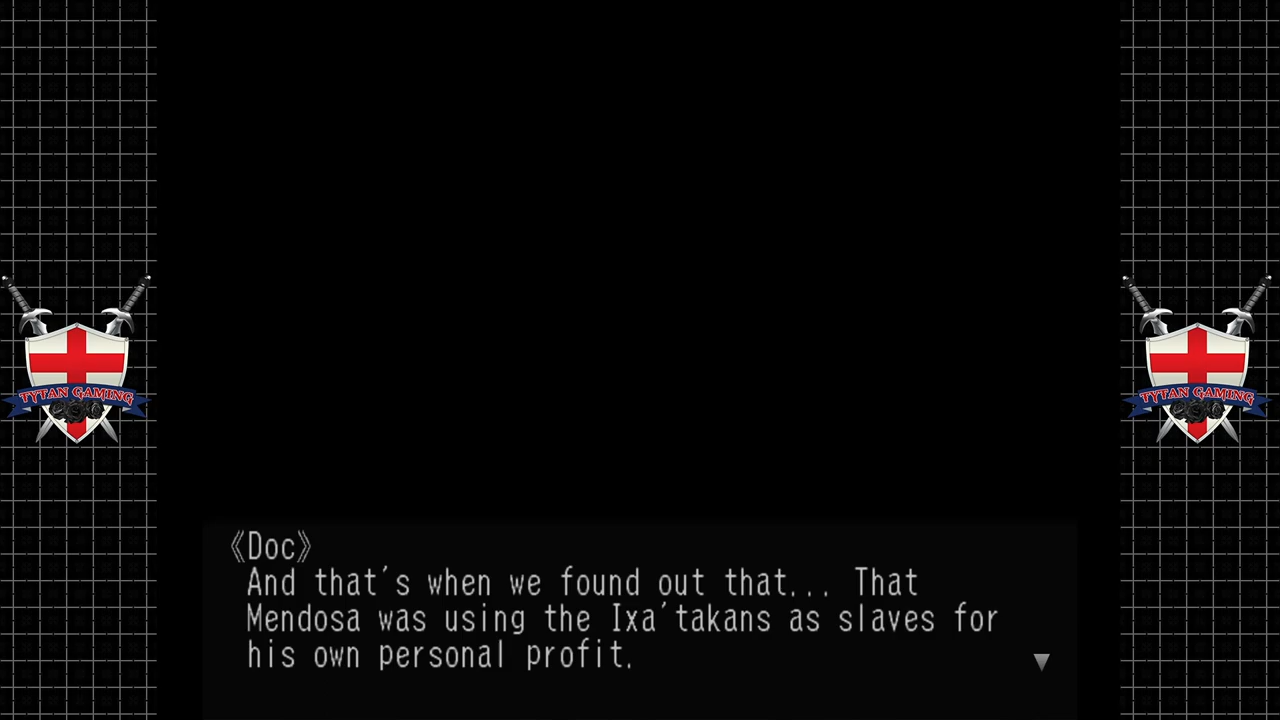 TYTAN GAMING
TYTAN GAMING
《Doc》
And that's when we found out that... That
Mendosa was using the Ixa'takans as slaves for
his own personal profit.